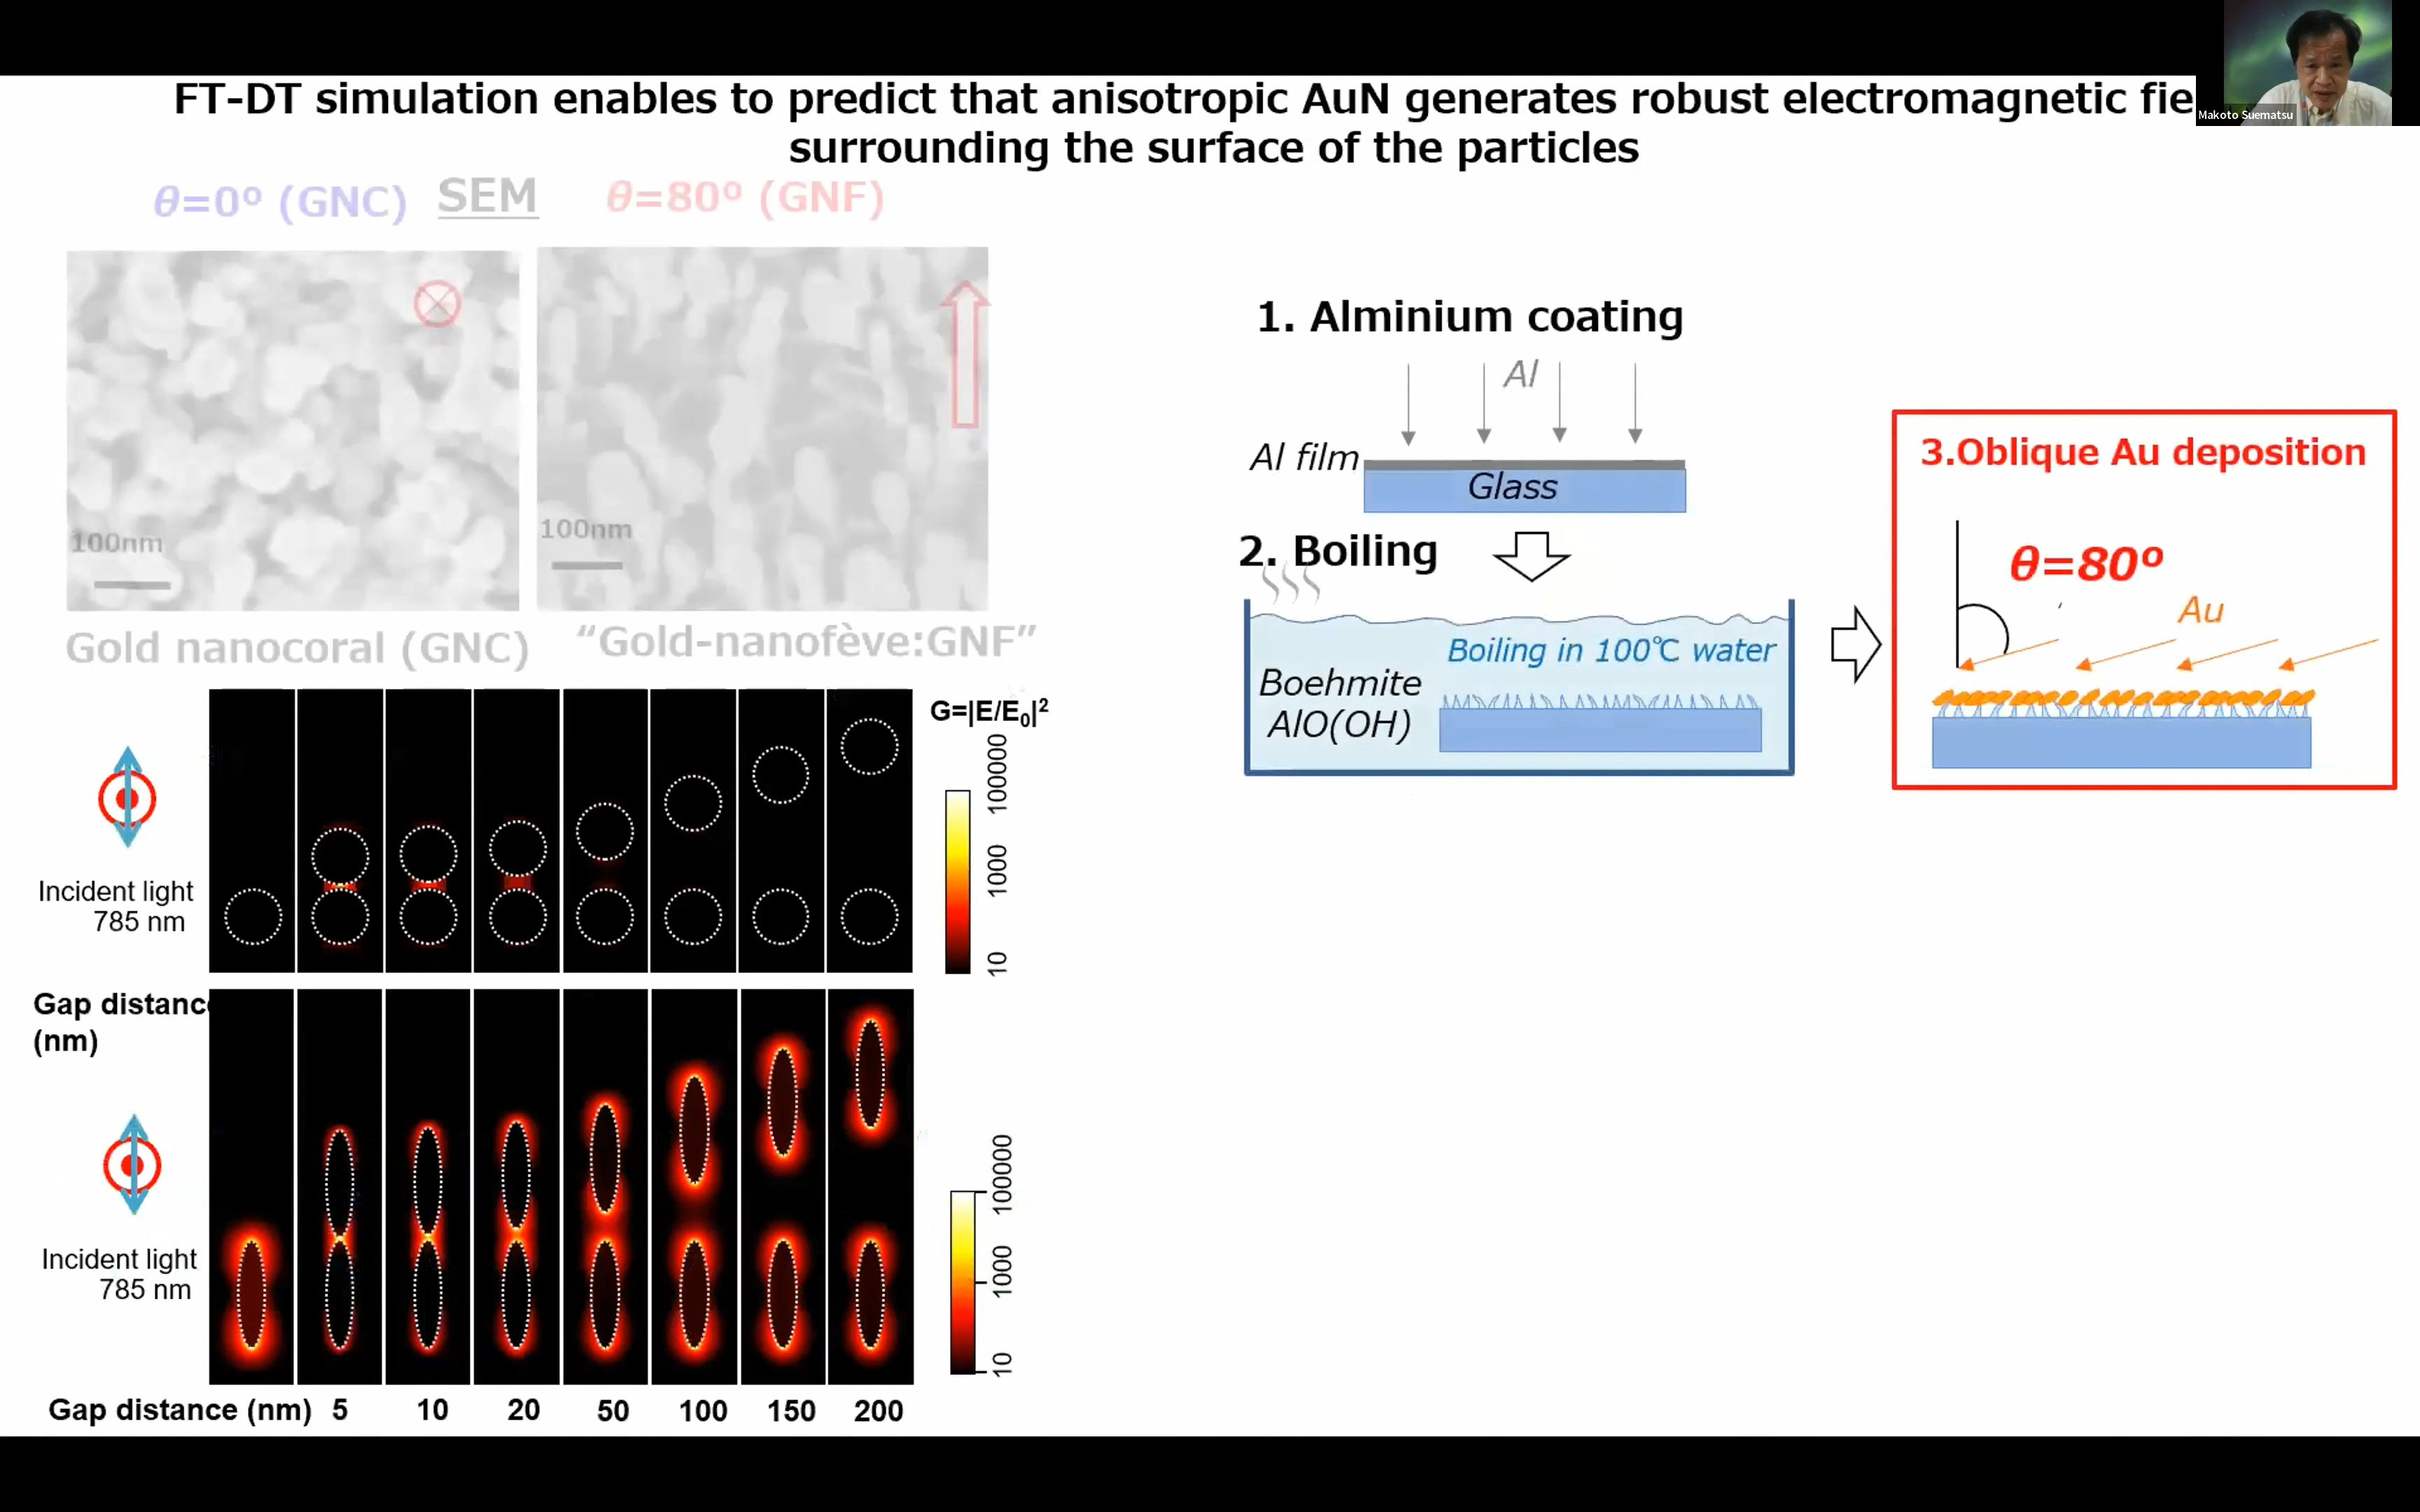 FT-DT simulation enables to predict that anisotropic AuN generates robust electromagnetic fie
surrounding the surface of the particles
Makoto Suematsu
θ=0º (GNC)
SEM
θ=80º (GNF)
100nm
100nm
Gold nanocoral (GNC)
“Gold-nanofève:GNF”
G=|E/E0|2
100000
1000
10
Incident light
785 nm
Gap distanc
(nm)
100000
1000
10
Incident light
785 nm
Gap distance (nm) 5 10 20 50 100 150 200
1. Alminium coating
Al
Al film
Glass
2. Boiling
Boiling in 100℃ water
Boehmite
AlO(OH)
3.Oblique Au deposition
θ=80º
Au